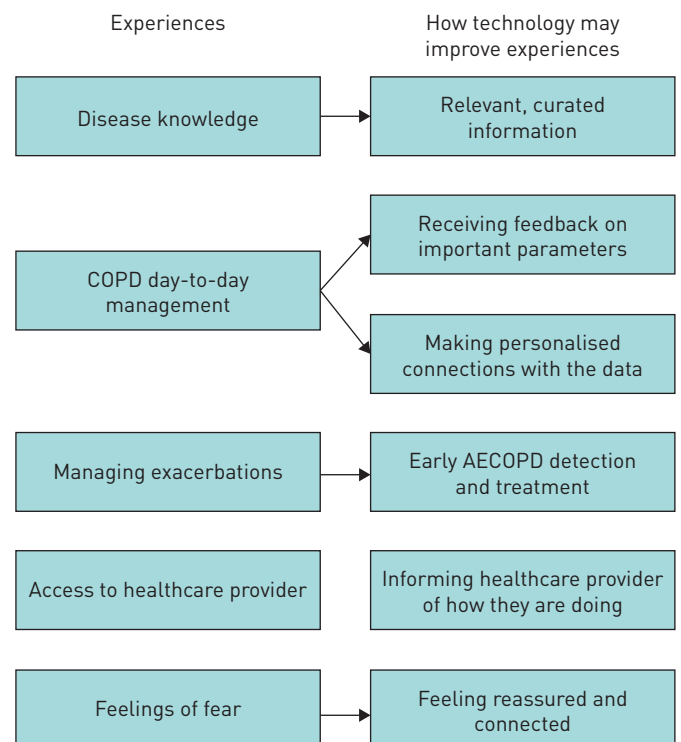 Experiences
How technology may
improve experiences
Disease knowledge
Relevant, curated
information
COPD day-to-day
management
Receiving feedback on
important parameters
Making personalised
connections with the data
Managing exacerbations
Early AECOPD detection
and treatment
Access to healthcare provider
Informing healthcare provider
of how they are doing
Feelings of fear
Feeling reassured and
connected